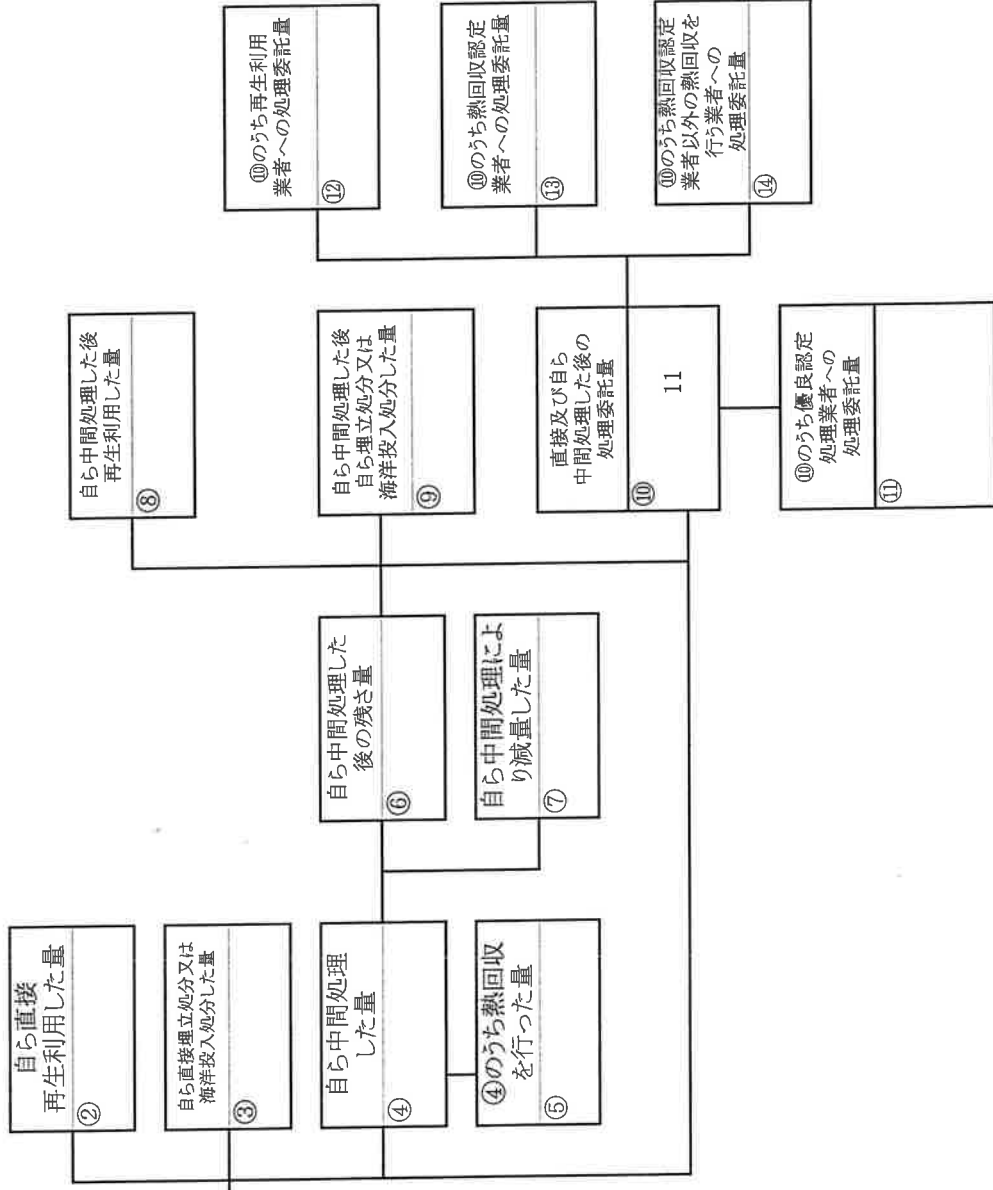 自ら直接
再生利用した量
②
自ら直接埋立処分又は
海洋投入処分した量
③
自ら中間処理
した量
④
④のうち熱回収
を行った量
⑤
自ら中間処理した
後の残さ量
⑥
自ら中間処理によ
り減量した量
⑦
自ら中間処理した後
再生利用した量
⑧
自ら中間処理した後
自ら埋立処分又は
海洋投入処分した量
⑨
直接及び自ら
中間処理した後の
処理委託量
⑩
11
⑩のうち優良認定
処理業者への
処理委託量
⑪
⑩のうち再生利用
業者への処理委託量
⑫
⑩のうち熱回収認定
業者への処理委託量
⑬
⑩のうち熱回収認定
業者以外の熱回収を
行う業者への
処理委託量
⑭